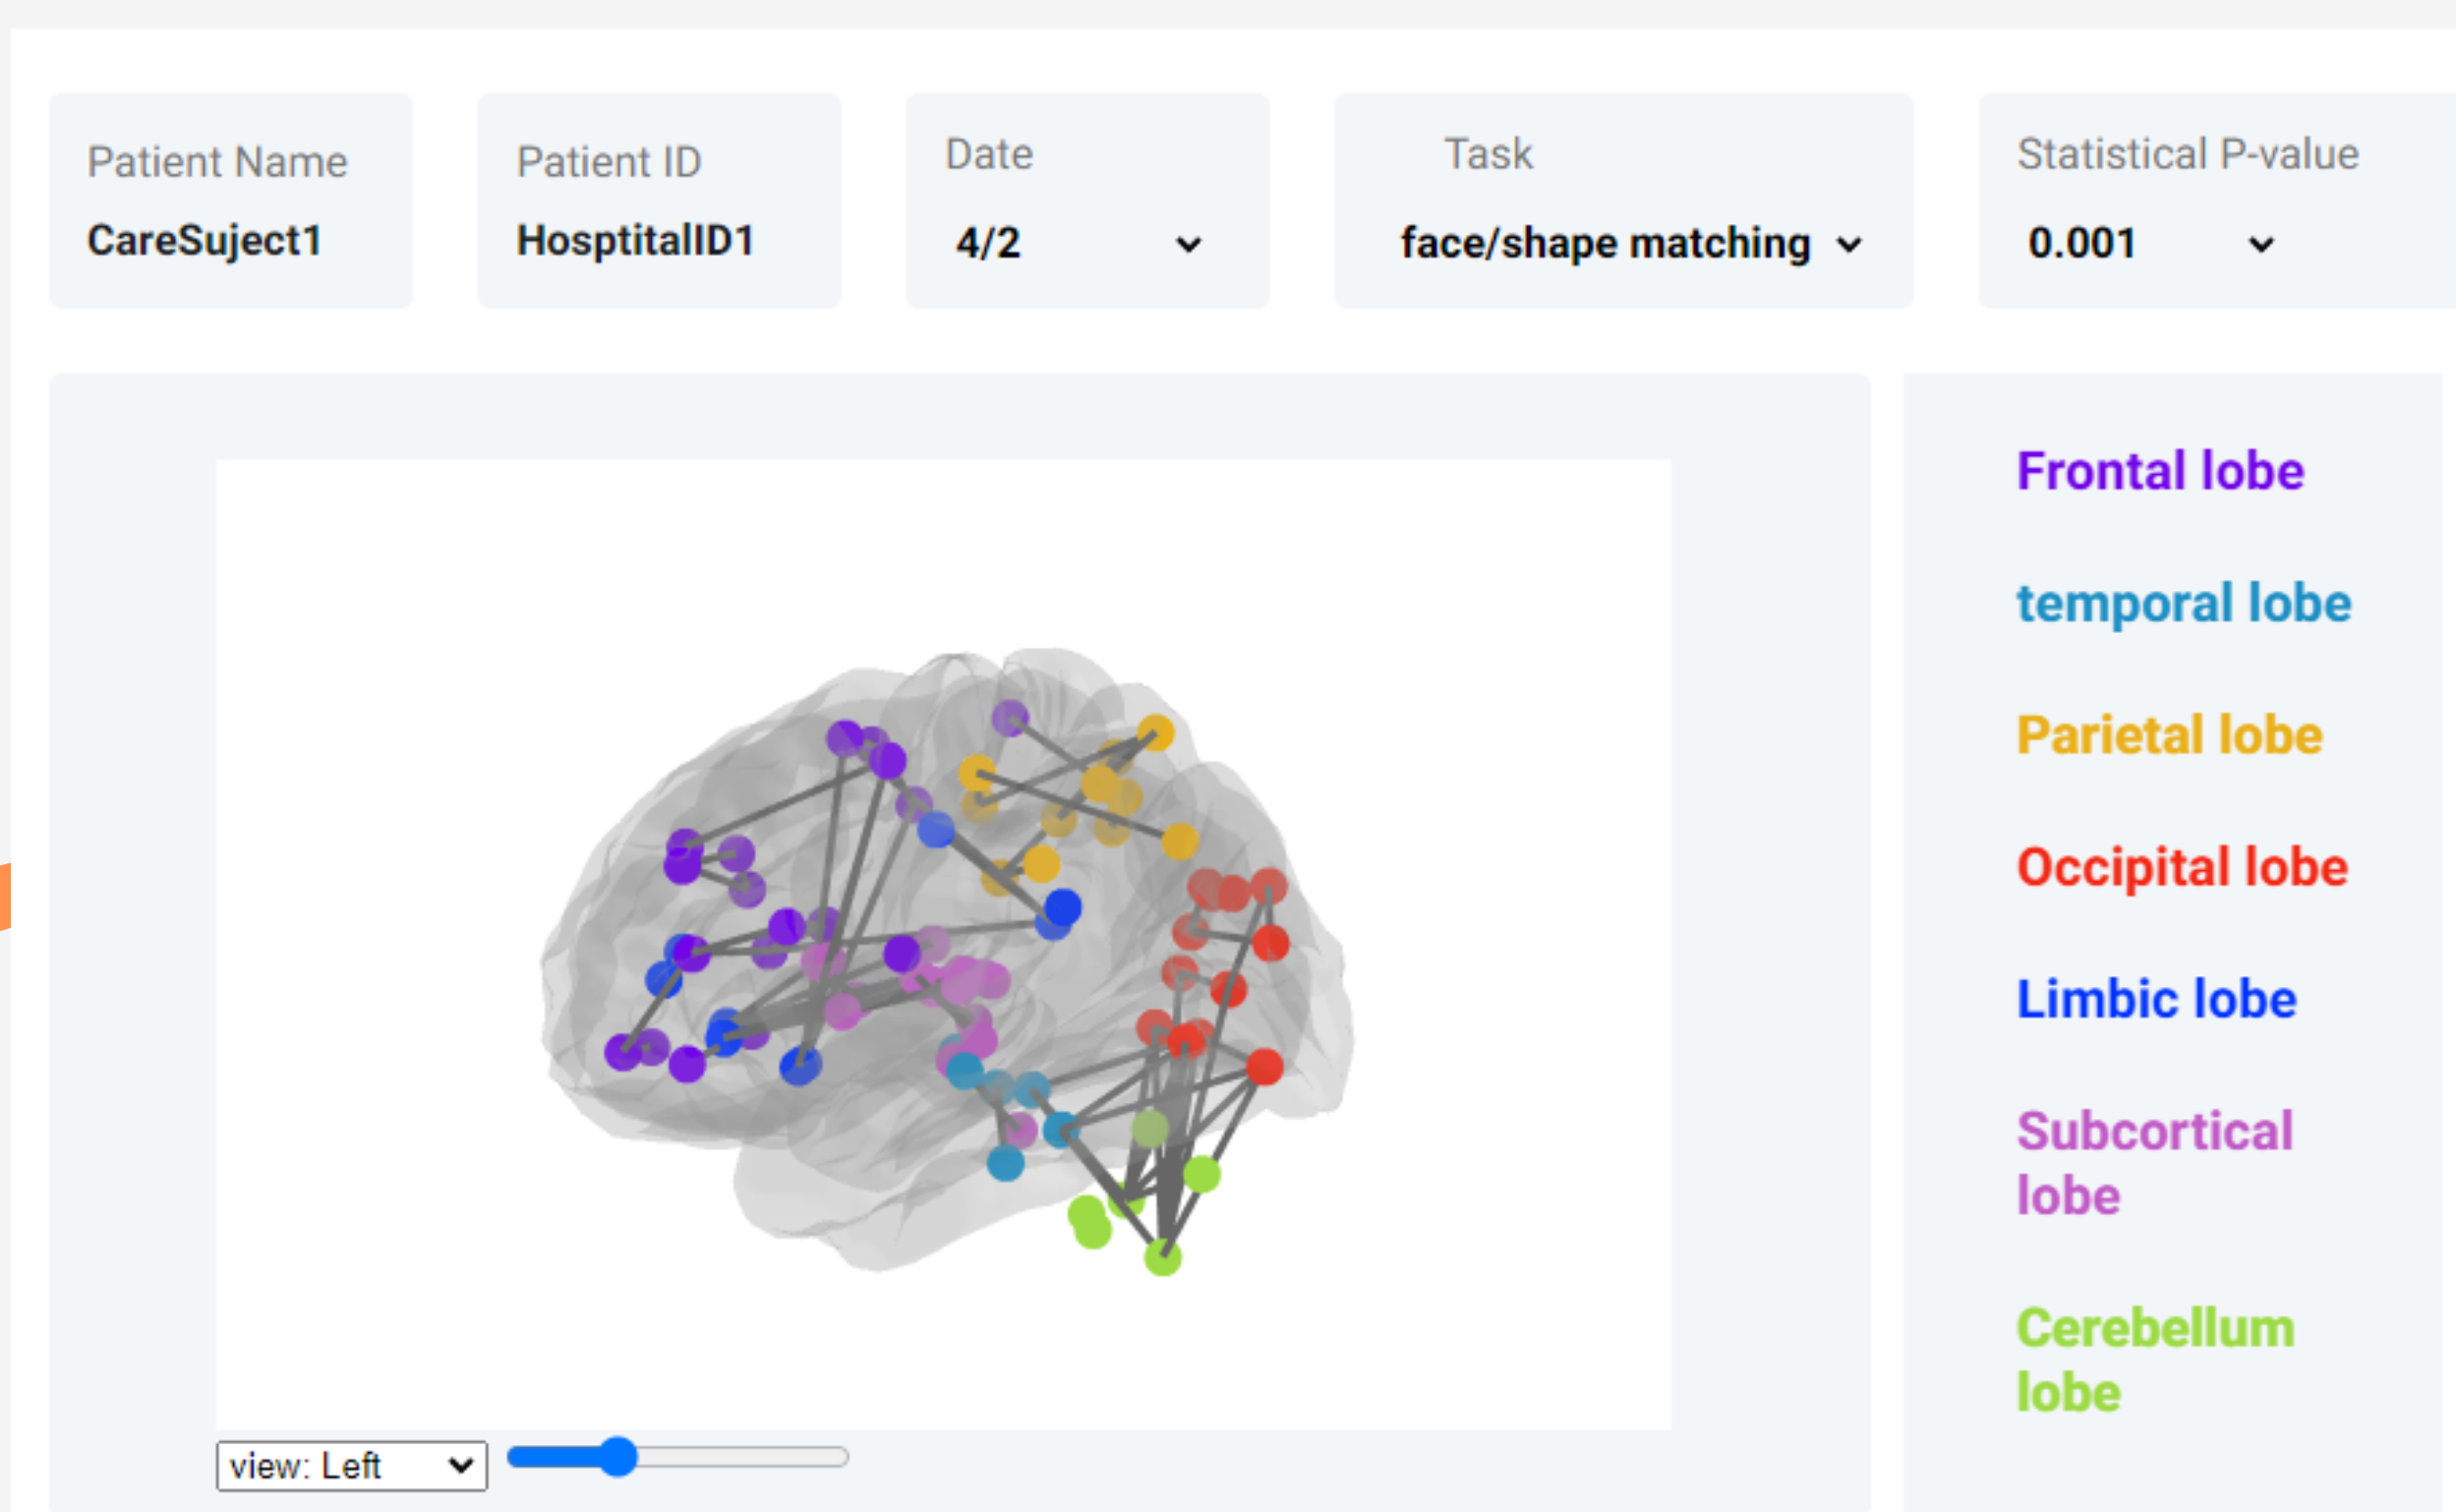 Patient Name
CareSuject1
Patient ID
HosptitalID1
Date
4/2
Task
face/shape matching
Statistical P-value
0.001
Frontal lobe
temporal lobe
Parietal lobe
Occipital lobe
Limbic lobe
Subcortical
lobe
Cerebellum
lobe
view: Left